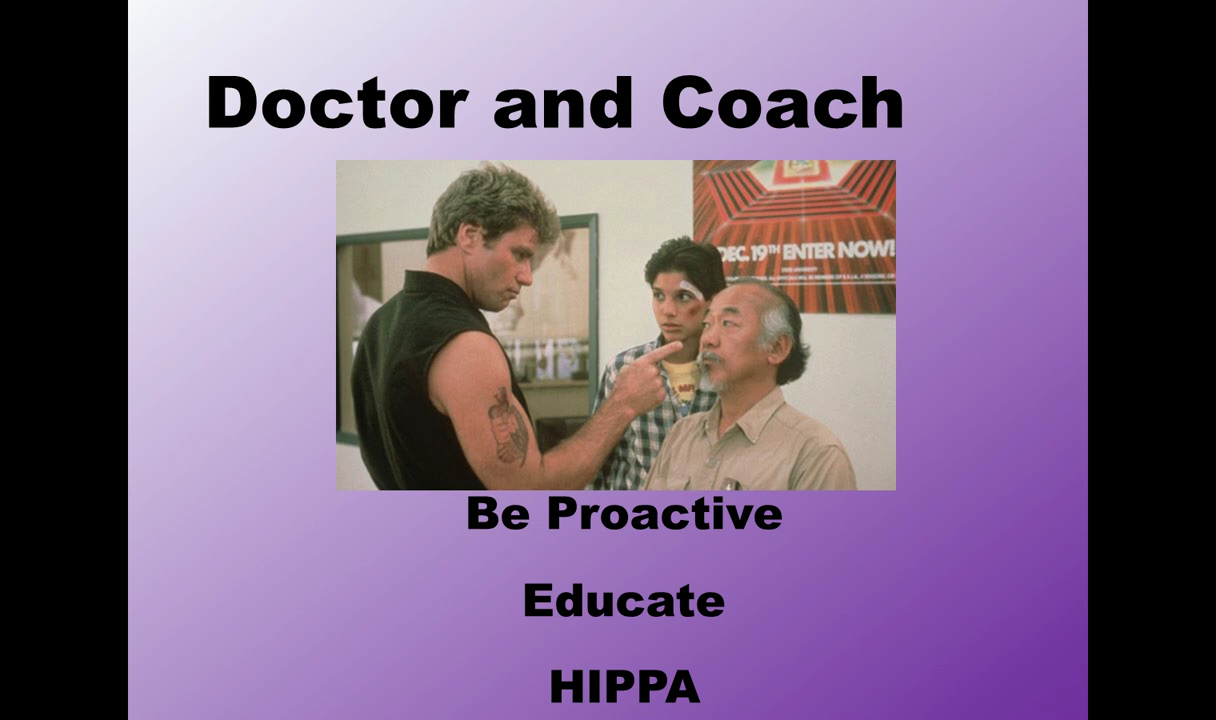 Doctor and Coach
DEC. 19TH ENTER NOW!
Be Proactive
Educate
HIPPA